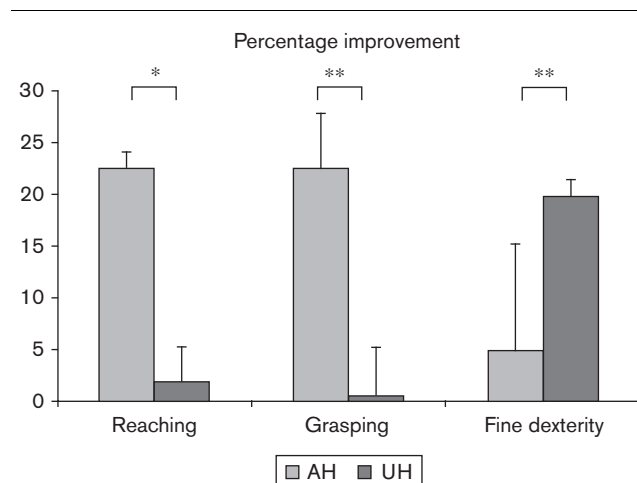 Percentage improvement
* ** **
30
25
20
15
10
5
0
Reaching Grasping Fine dexterity
AH UH